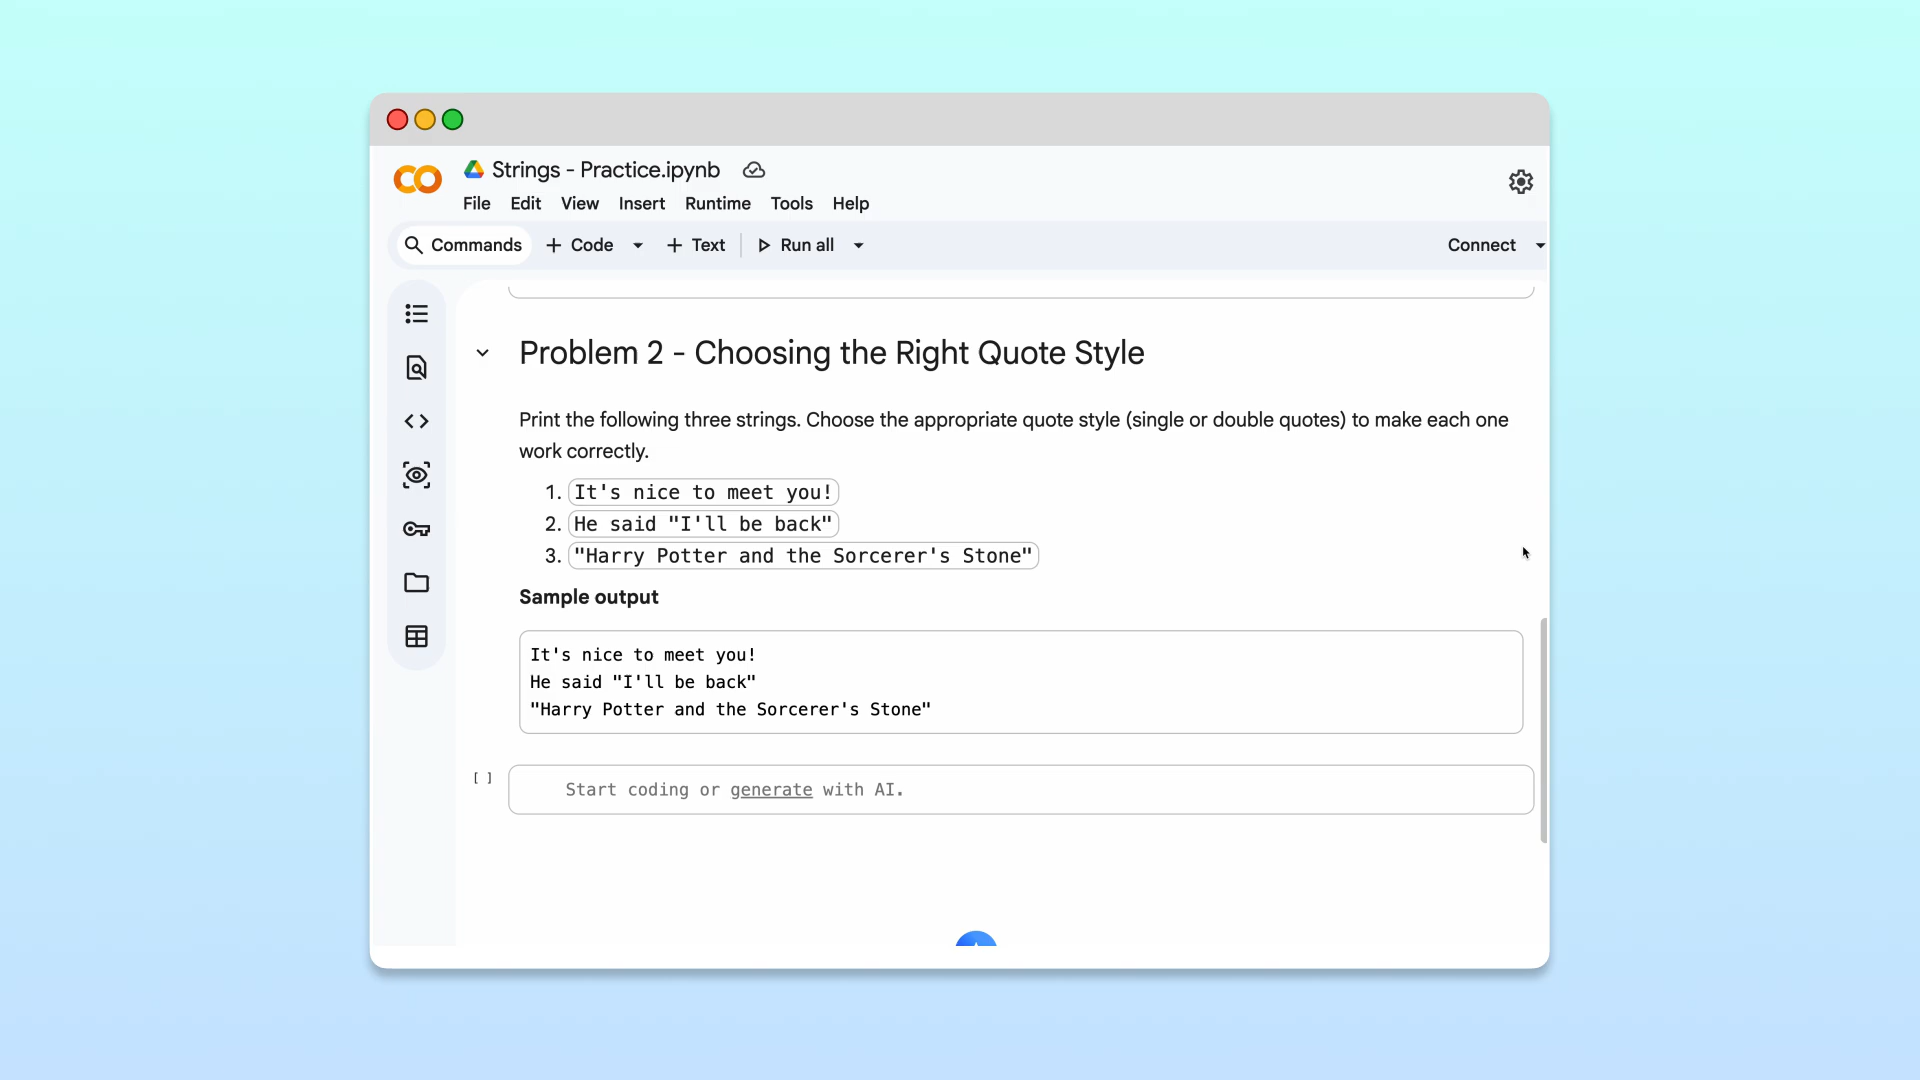 Strings - Practice.ipynb
File Edit View Insert Runtime Tools Help
Commands + Code + Text Run all Connect
Problem 2 - Choosing the Right Quote Style
Print the following three strings. Choose the appropriate quote style (single or double quotes) to make each one
work correctly.
1. It's nice to meet you!
2. He said "I'll be back"
3. "Harry Potter and the Sorcerer's Stone"
Sample output
It's nice to meet you!
He said "I'll be back"
"Harry Potter and the Sorcerer's Stone"
[ ] Start coding or generate with AI.